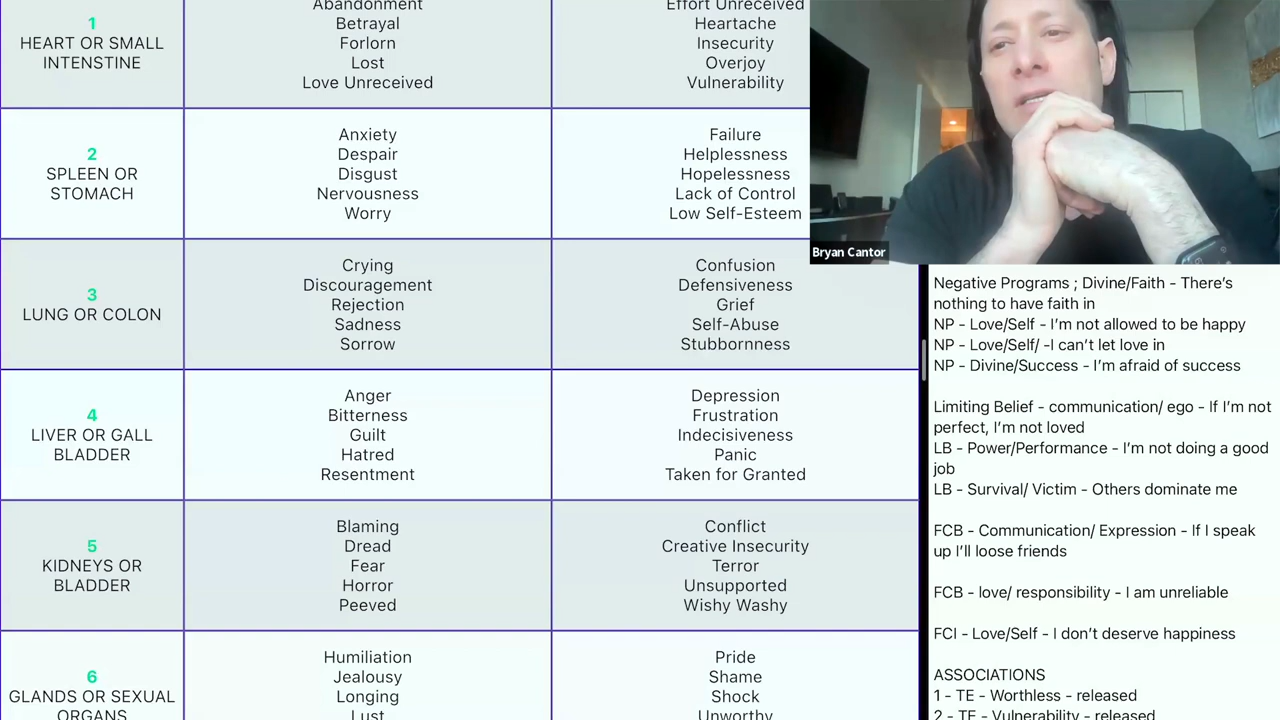 Abandonment
Betrayal
Forlorn
Lost
Love Unreceived
1
HEART OR SMALL
INTENSTINE
Effort Unreceived
Heartache
Insecurity
Overjoy
Vulnerability
2
SPLEEN OR
STOMACH
Anxiety
Despair
Disgust
Nervousness
Worry
Failure
Helplessness
Hopelessness
Lack of Control
Low Self-Esteem
3
LUNG OR COLON
Crying
Discouragement
Rejection
Sadness
Sorrow
Confusion
Defensiveness
Grief
Self-Abuse
Stubbornness
4
LIVER OR GALL
BLADDER
Anger
Bitterness
Guilt
Hatred
Resentment
Depression
Frustration
Indecisiveness
Panic
Taken for Granted
5
KIDNEYS OR
BLADDER
Blaming
Dread
Fear
Horror
Peeved
Conflict
Creative Insecurity
Terror
Unsupported
Wishy Washy
6
GLANDS OR SEXUAL
ORGANS
Humiliation
Jealousy
Longing
Lust
Pride
Shame
Shock
Unworthy
Bryan Cantor
Negative Programs ; Divine/Faith - There's
nothing to have faith in
NP - Love/Self - I'm not allowed to be happy
NP - Love/Self/ -I can't let love in
NP - Divine/Success - I'm afraid of success
Limiting Belief - communication/ ego - If I'm not
perfect, I'm not loved
LB - Power/Performance - I'm not doing a good
job
LB - Survival/ Victim - Others dominate me
FCB - Communication/ Expression - If I speak
up I'll loose friends
FCB - love/ responsibility - I am unreliable
FCI - Love/Self - I don't deserve happiness
ASSOCIATIONS
1 - TE - Worthless - released
2 - TE - Vulnerability - released